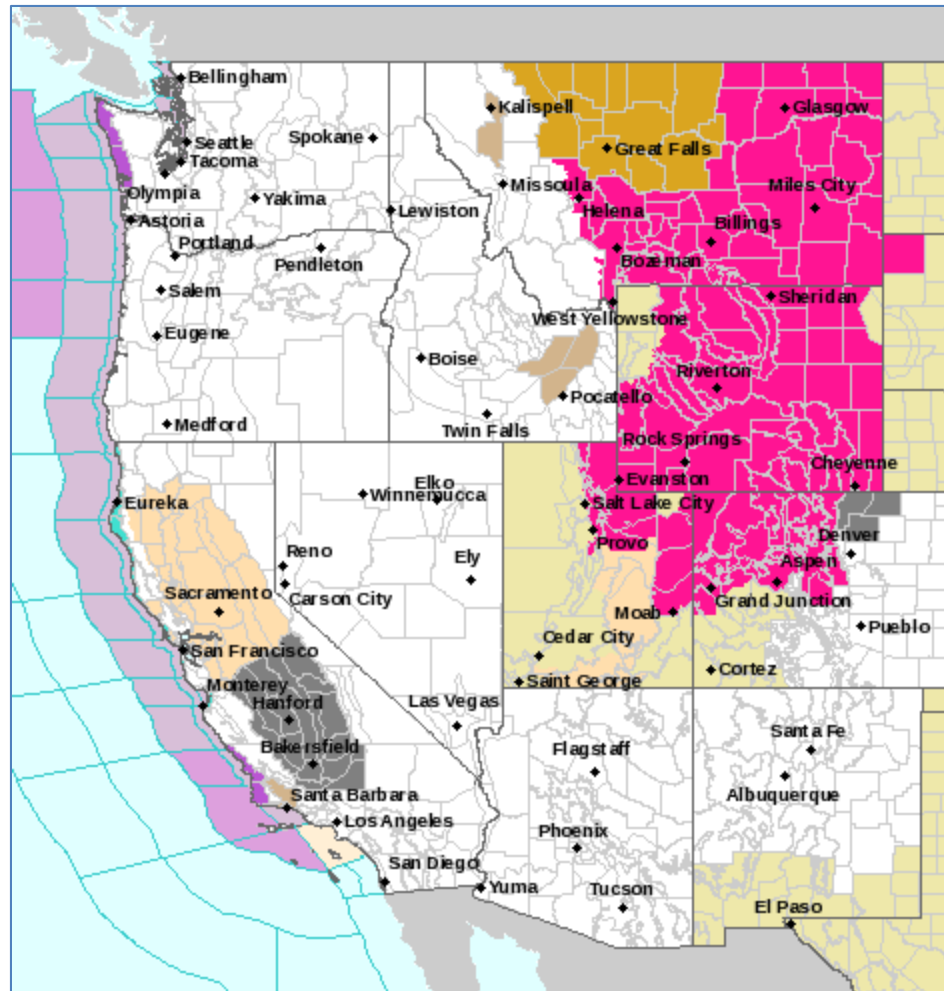 Bellingham
Kalispell
Glasgow
Seattle
Spokane
Great Falls
Tacoma
Missoula
Miles City
Olympia
Yakima
Lewiston
Helena
Astoria
Billings
Portland
Bozeman
Pendleton
Salem
Sheridan
West Yellowstone
Eugene
Boise
Riverton
Pocatello
Medford
Twin Falls
Rock Springs
Cheyenne
Elko
Evanston
Winnemucca
Eureka
Salt Lake City
Denver
Provo
Reno
Ely
Aspen
Sacramento
Carson City
Grand Junction
Moab
Pueblo
Cedar City
San Francisco
Cortez
Saint George
Monterey
Hanford
Las Vegas
Santa Fe
Bakersfield
Flagstaff
Santa Barbara
Albuquerque
Los Angeles
Phoenix
San Diego
Yuma
Tucson
El Paso